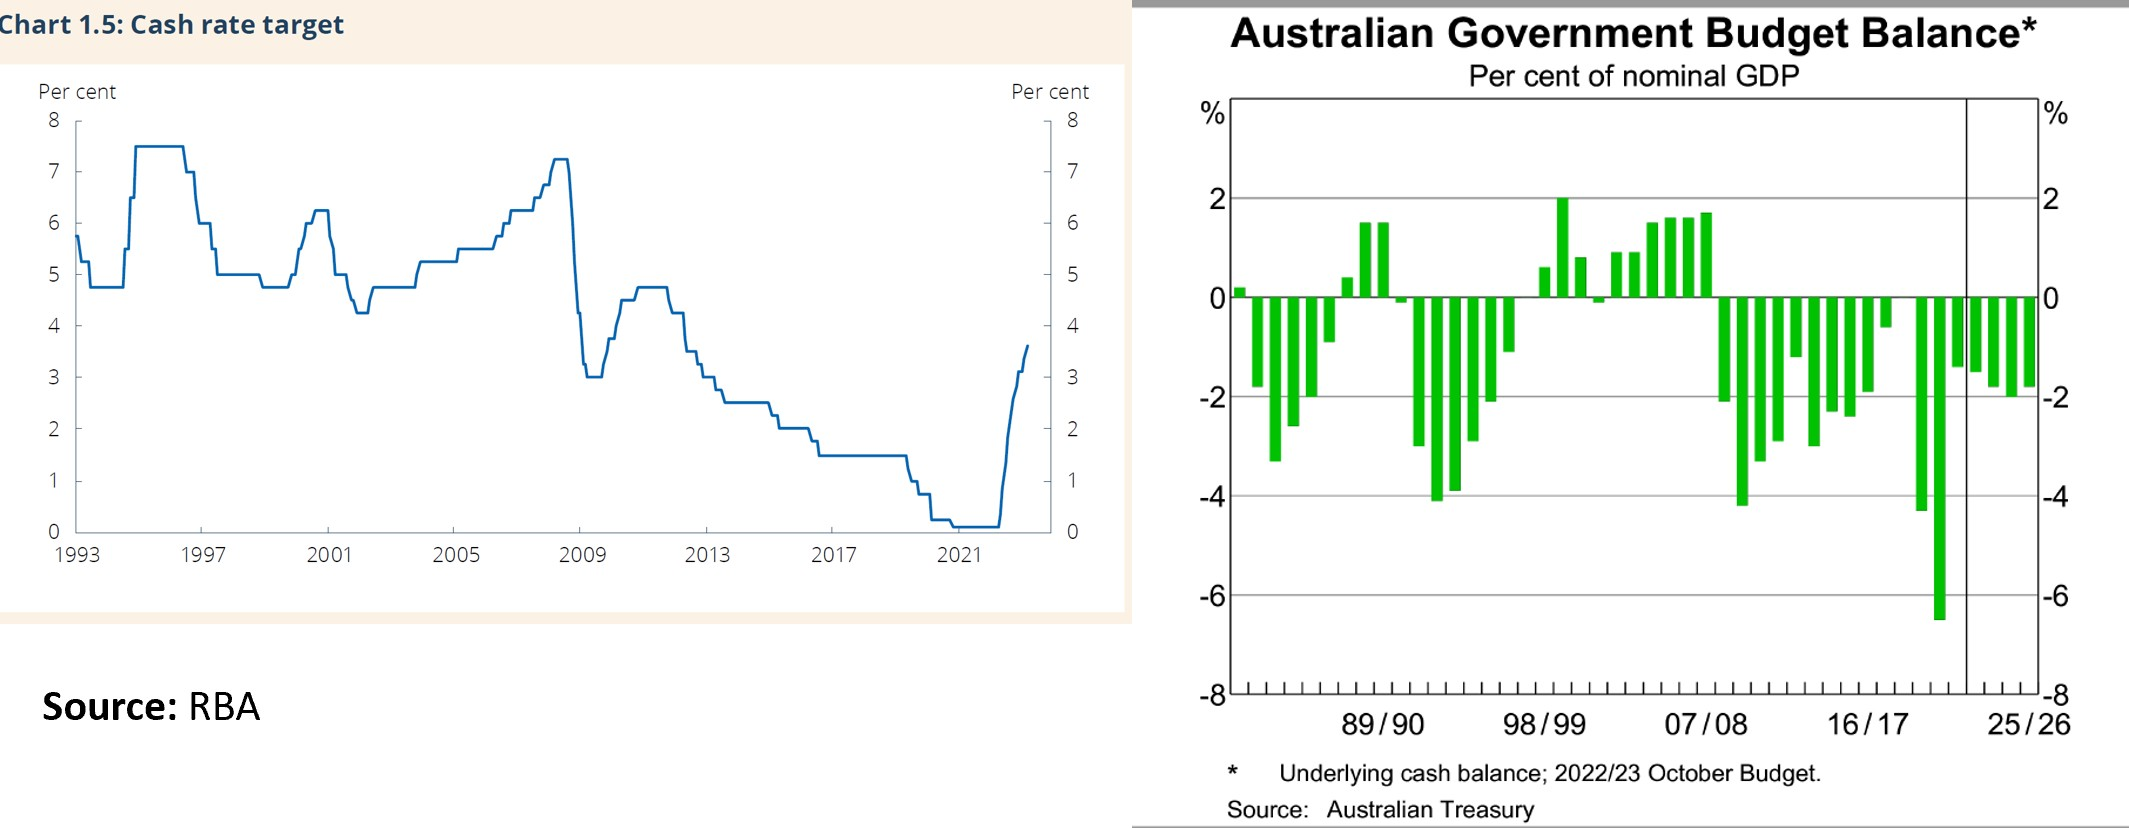 Chart 1.5: Cash rate target
Per cent Per cent
8 8
7 7
6 6
5 5
4 4
3 3
2 2
1 1
0 0
1993 1997 2001 2005 2009 2013 2017 2021
Source: RBA
Australian Government Budget Balance*
Per cent of nominal GDP
% %
2 2
0 0
-2 -2
-4 -4
-6 -6
-8 -8
89/90 98/99 07/08 16/17 25/26
* Underlying cash balance; 2022/23 October Budget.
Source: Australian Treasury